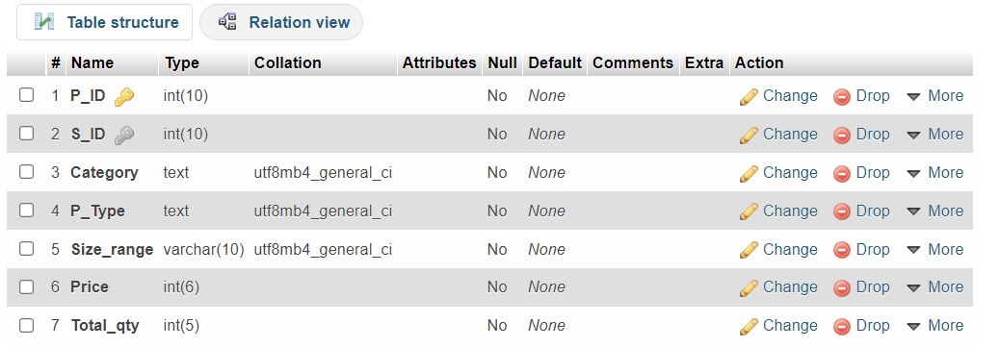 Table structure Relation view
# Name Type Collation Attributes Null Default Comments Extra Action
1 P_ID int(10) No None Change Drop More
2 S_ID int(10) No None Change Drop More
3 Category text utf8mb4_general_ci No None Change Drop More
4 P_Type text utf8mb4_general_ci No None Change Drop More
5 Size_range varchar(10) utf8mb4_general_ci No None Change Drop More
6 Price int(6) No None Change Drop More
7 Total_qty int(5) No None Change Drop More